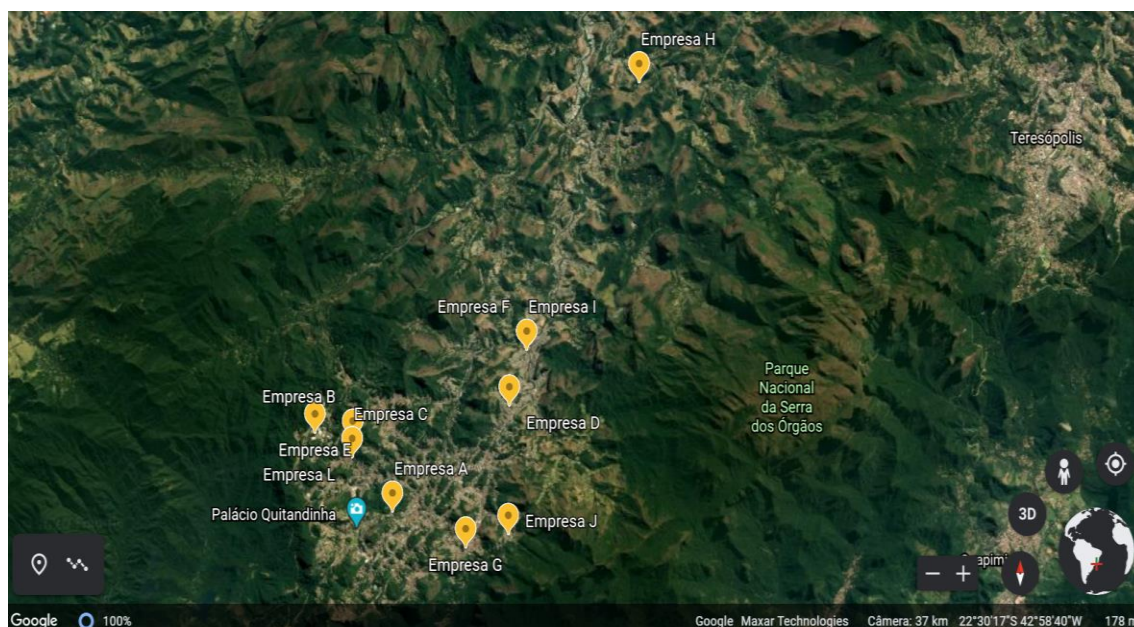 Empresa H
Teresópolis
Empresa F
Empresa I
Parque
Nacional
da Serra
dos Órgãos
Empresa B
Empresa C
Empresa D
Empresa E
Empresa L
Empresa A
Palácio Quitandinha
Empresa J
Empresa G
3D
Google
100%
Google Maxar Technologies Câmera: 37 km 22°30'17"S 42°58'40"W 178 m